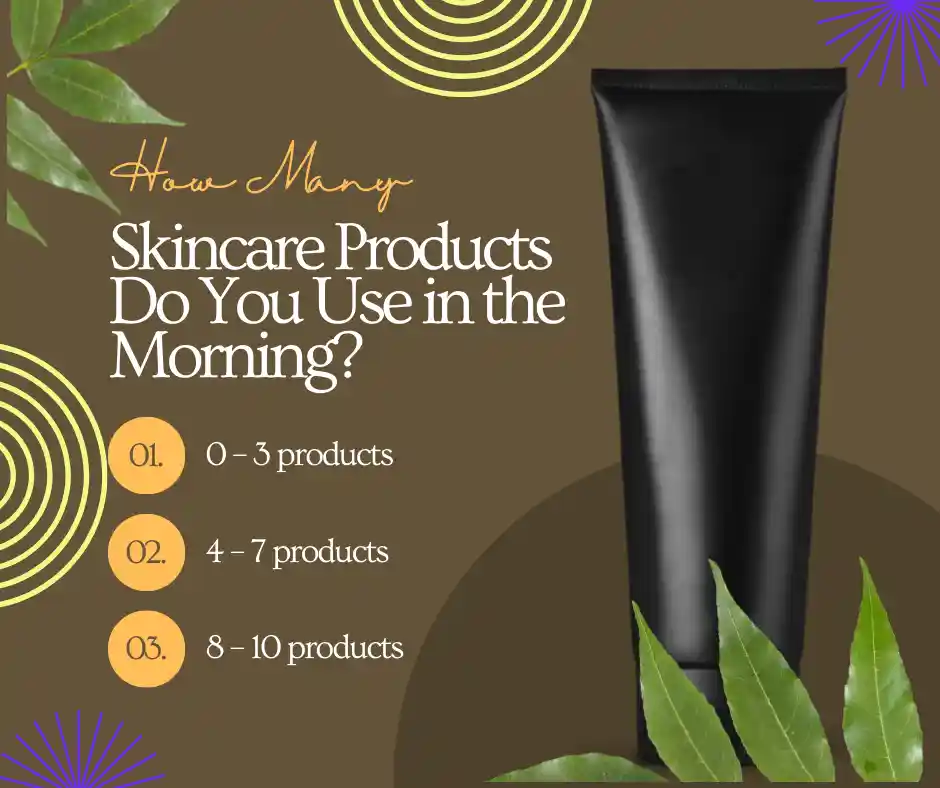 How Many
Skincare Products
Do You Use in the
Morning?
01. 0 – 3 products
02. 4 – 7 products
03. 8 – 10 products